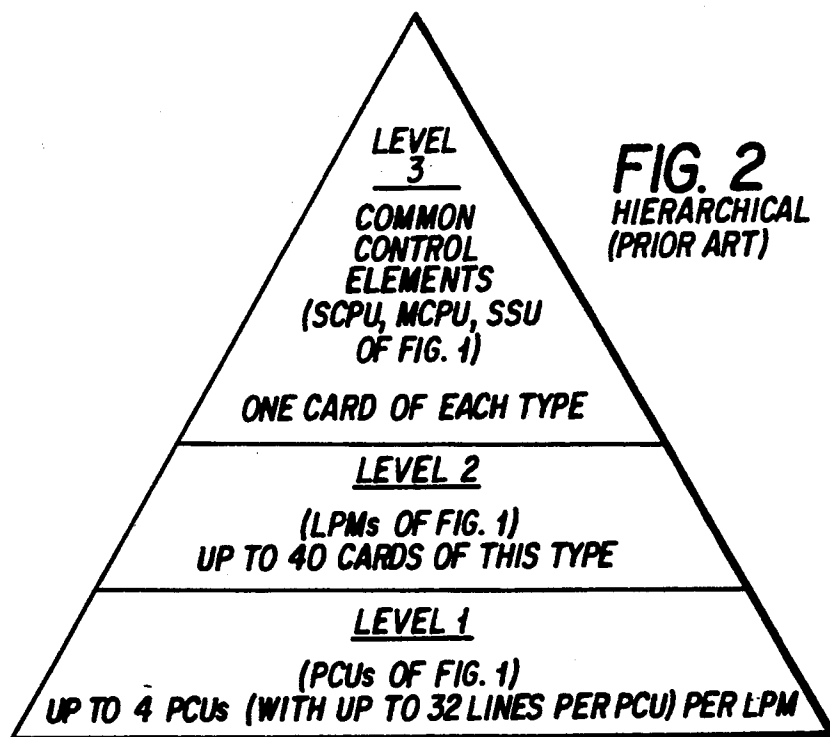 FIG. 2
HIERARCHICAL
(PRIOR ART)
LEVEL
3
COMMON
CONTROL
ELEMENTS
(SCPU, MCPU, SSU
OF FIG. 1)
ONE CARD OF EACH TYPE
LEVEL 2
(LPMs OF FIG. 1)
UP TO 40 CARDS OF THIS TYPE
LEVEL 1
(PCUs OF FIG. 1)
UP TO 4 PCUs (WITH UP TO 32 LINES PER PCU) PER LPM